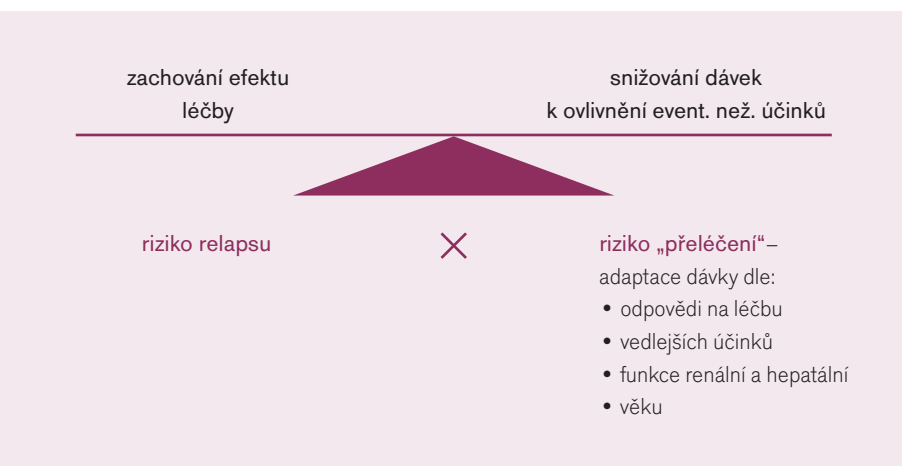 zachování efektu
léčby
snižování dávek
k ovlivnění event. než. účinků
riziko relapsu
riziko „přeléčení“–
adaptace dávky dle:
• odpovědi na léčbu
• vedlejších účinků
• funkce renální a hepatální
• věku